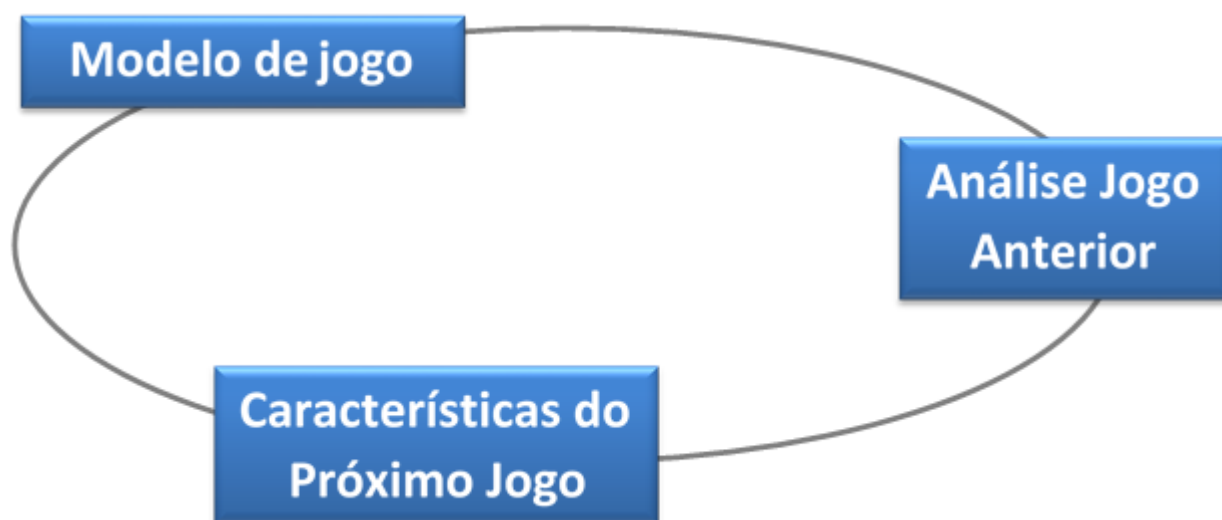 Modelo de jogo
Análise Jogo
Anterior
Características do
Próximo Jogo